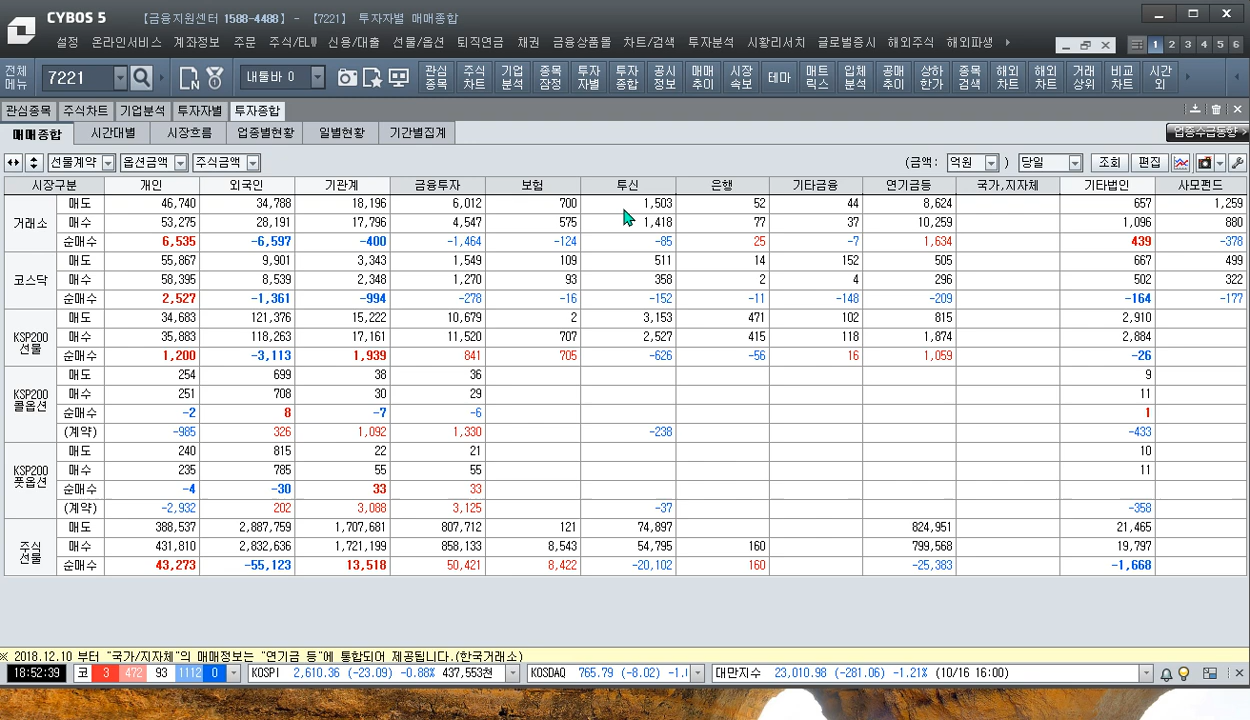 CYBOS 5 【금융지원센터 1588-4488】 - 【7221】 투자자별 매매종합
설정 온라인서비스 계좌정보 주문 주식/ELW 신용/대출 선물/옵션 퇴직연금 채권 금융상품몰 차트/검색 투자분석 시황리서치 글로벌증시 해외주식 해외파생 1 2 3 4 5 6
전체메뉴 7221 내툴바 0 관심종목 주식차트 기업분석 종목잠정 투자자별 투자종합 공시정보 매매추이 시장속보 테마 매트릭스 입체분석 공매추이 상하한가 종목검색 해외차트 해외차트 거래상위 비교차트 시간외
관심종목 주식차트 기업분석 투자자별 투자종합
매매종합 시간대별 시장흐름 업종별현황 일별현황 기간별집계 업종수급동향
선물계약 옵션금액 주식금액 (금액: 억원 ) 당일 조회 편집
시장구분 개인 외국인 기관계 금융투자 보험 투신 은행 기타금융 연기금등 국가,지자체 기타법인 사모펀드
거래소 매도 46,740 34,788 18,196 6,012 700 1,503 52 44 8,624 657 1,259
매수 53,275 28,191 17,796 4,547 575 1,418 77 37 10,259 1,096 880
순매수 6,535 -6,597 -400 -1,464 -124 -85 25 -7 1,634 439 -378
코스닥 매도 55,867 9,901 3,343 1,549 109 511 14 152 505 667 499
매수 58,395 8,539 2,348 1,270 93 358 2 4 296 502 322
순매수 2,527 -1,361 -994 -278 -16 -152 -11 -148 -209 -164 -177
KSP200 선물 매도 34,683 121,376 15,222 10,679 2 3,153 471 102 815 2,910
매수 35,883 118,263 17,161 11,520 707 2,527 415 118 1,874 2,884
순매수 1,200 -3,113 1,939 841 705 -626 -56 16 1,059 -26
KSP200 콜옵션 매도 254 699 38 36 9
매수 251 708 30 29 11
순매수 -2 8 -7 -6 1
(계약) -985 326 1,092 1,330 -238 -433
KSP200 풋옵션 매도 240 815 22 21 10
매수 235 785 55 55 11
순매수 -4 -30 33 33
(계약) -2,932 202 3,088 3,125 -37 -358
주식 선물 매도 388,537 2,887,759 1,707,681 807,712 121 74,897 824,951 21,465
매수 431,810 2,832,636 1,721,199 858,133 8,543 54,795 160 799,568 19,797
순매수 43,273 -55,123 13,518 50,421 8,422 -20,102 160 -25,383 -1,668
※ 2018.12.10 부터 "국가/지자체"의 매매정보는 "연기금 등"에 통합되어 제공됩니다.(한국거래소)
18:52:39 코 3 472 93 1112 0 KOSPI 2,610.36 (-23.09) -0.88% 437,553천 KOSDAQ 765.79 (-8.02) 대만지수 23,010.98 (-281.06) -1.21% (10/16 16:00)